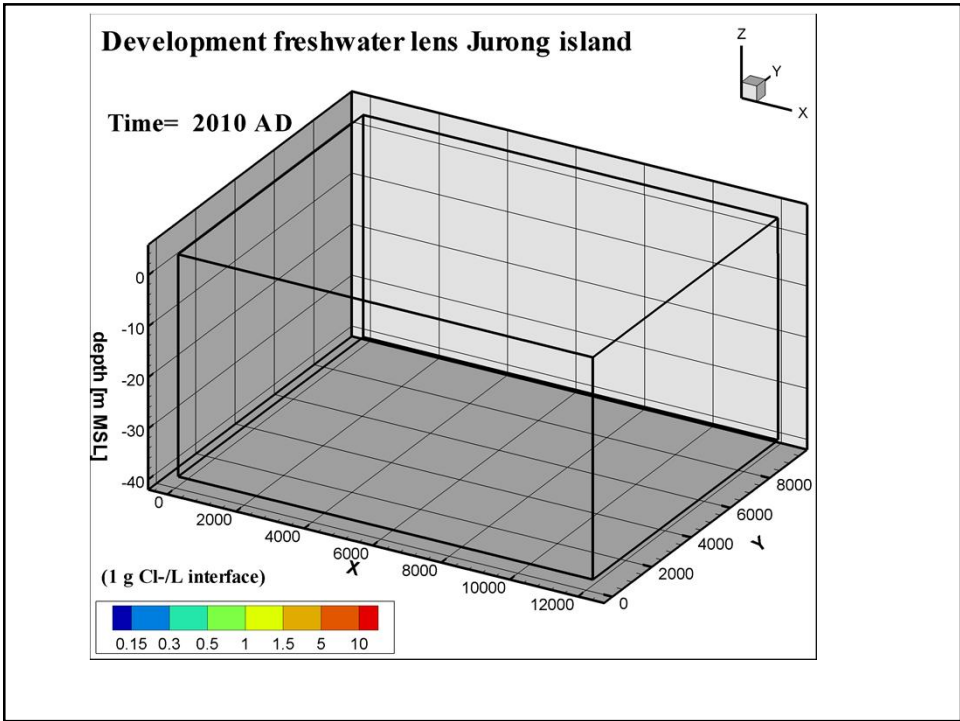 Development freshwater lens Jurong island
Z
Y
X
Time= 2010 AD
0
-10
-20
-30
-40
depth [m MSL]
0
2000
4000
6000
8000
10000
12000
X
0
2000
4000
6000
8000
Y
(1 g Cl-/L interface)
0.15 0.3 0.5 1 1.5 5 10